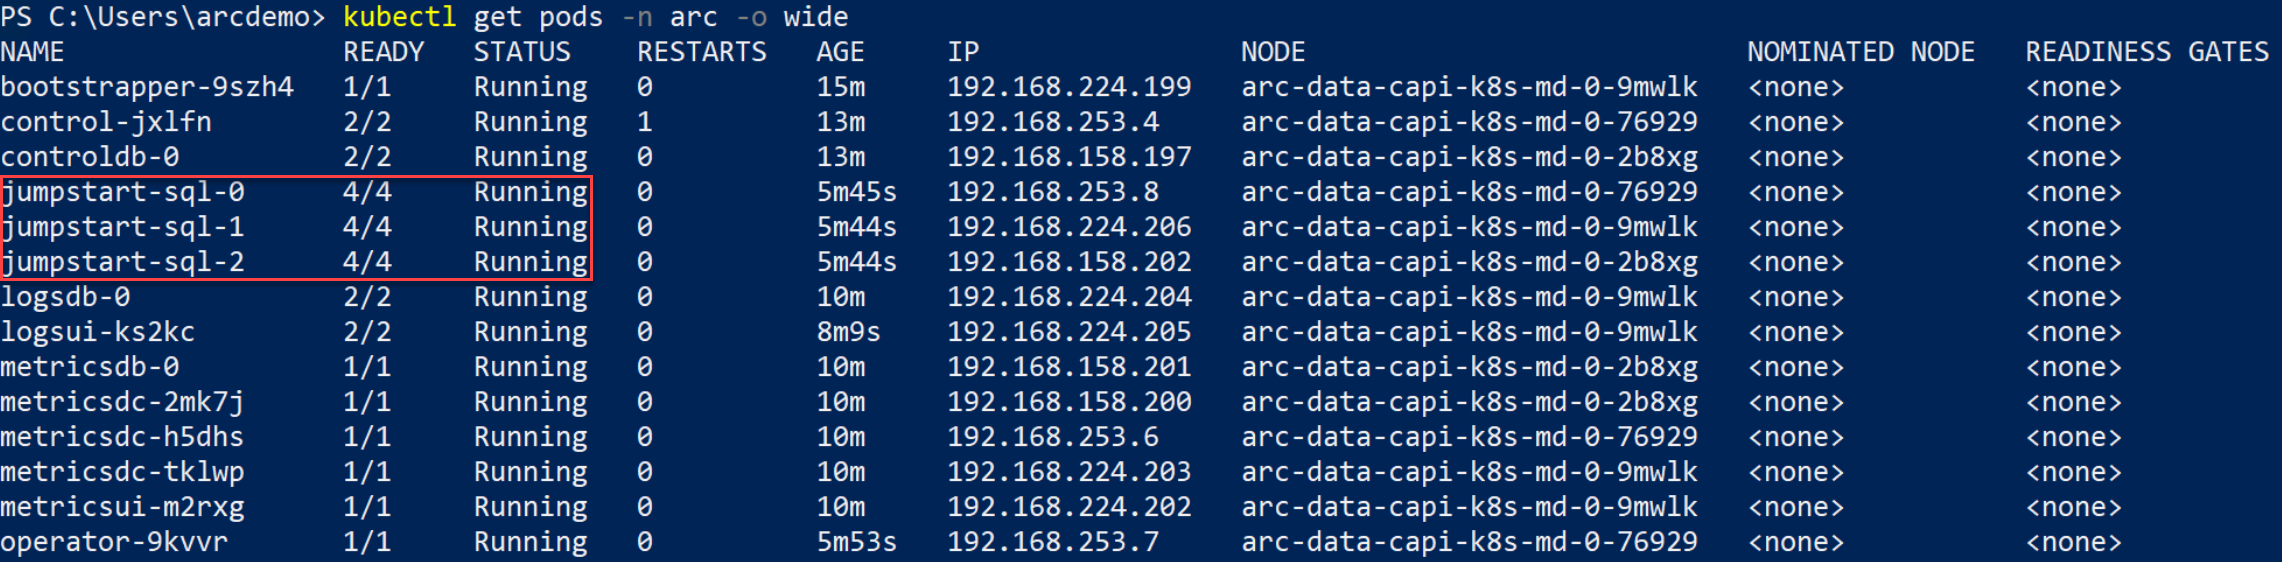 PS C:\Users\arcdemo> kubectl get pods -n arc -o wide
NAME READY STATUS RESTARTS AGE IP NODE NOMINATED NODE READINESS GATES
bootstrapper-9szh4 1/1 Running 0 15m 192.168.224.199 arc-data-capi-k8s-md-0-9mwlk <none> <none>
control-jxlfn 2/2 Running 1 13m 192.168.253.4 arc-data-capi-k8s-md-0-76929 <none> <none>
controldb-0 2/2 Running 0 13m 192.168.158.197 arc-data-capi-k8s-md-0-2b8xg <none> <none>
jumpstart-sql-0 4/4 Running 0 5m45s 192.168.253.8 arc-data-capi-k8s-md-0-76929 <none> <none>
jumpstart-sql-1 4/4 Running 0 5m44s 192.168.224.206 arc-data-capi-k8s-md-0-9mwlk <none> <none>
jumpstart-sql-2 4/4 Running 0 5m44s 192.168.158.202 arc-data-capi-k8s-md-0-2b8xg <none> <none>
logsdb-0 2/2 Running 0 10m 192.168.224.204 arc-data-capi-k8s-md-0-9mwlk <none> <none>
logsui-ks2kc 2/2 Running 0 8m9s 192.168.224.205 arc-data-capi-k8s-md-0-9mwlk <none> <none>
metricsdb-0 1/1 Running 0 10m 192.168.158.201 arc-data-capi-k8s-md-0-2b8xg <none> <none>
metricsdc-2mk7j 1/1 Running 0 10m 192.168.158.200 arc-data-capi-k8s-md-0-2b8xg <none> <none>
metricsdc-h5dhs 1/1 Running 0 10m 192.168.253.6 arc-data-capi-k8s-md-0-76929 <none> <none>
metricsdc-tklwp 1/1 Running 0 10m 192.168.224.203 arc-data-capi-k8s-md-0-9mwlk <none> <none>
metricsui-m2rxg 1/1 Running 0 10m 192.168.224.202 arc-data-capi-k8s-md-0-9mwlk <none> <none>
operator-9kvvr 1/1 Running 0 5m53s 192.168.253.7 arc-data-capi-k8s-md-0-76929 <none> <none>